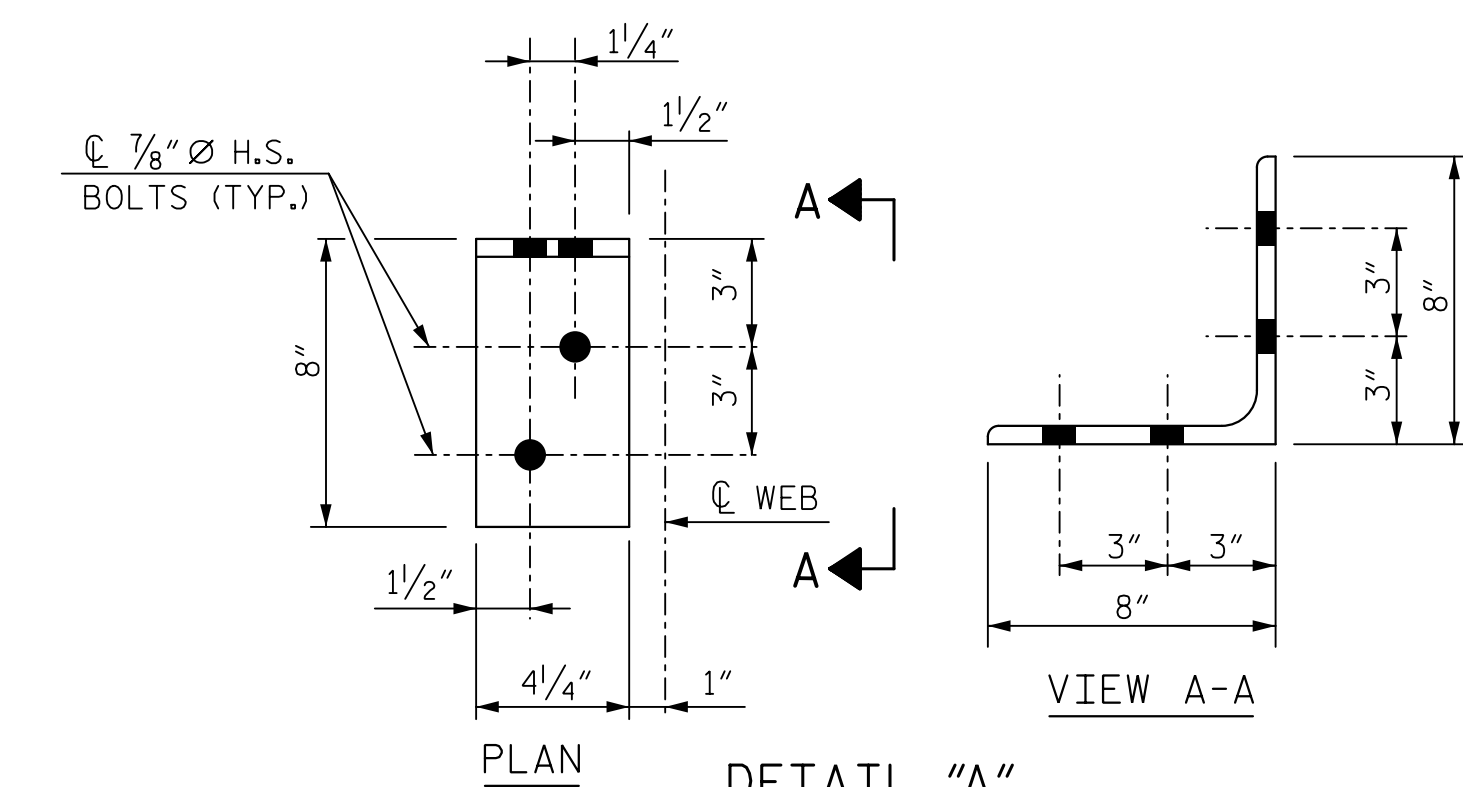 1 1/4"
1 1/2"
℄ 7/8" Ø H.S.
BOLTS (TYP.)
A
8"
3"
3"
℄ WEB
A
1 1/2"
4 1/4"
1"
PLAN
3"
3"
8"
3"
3"
8"
VIEW A-A
DETAIL "A"